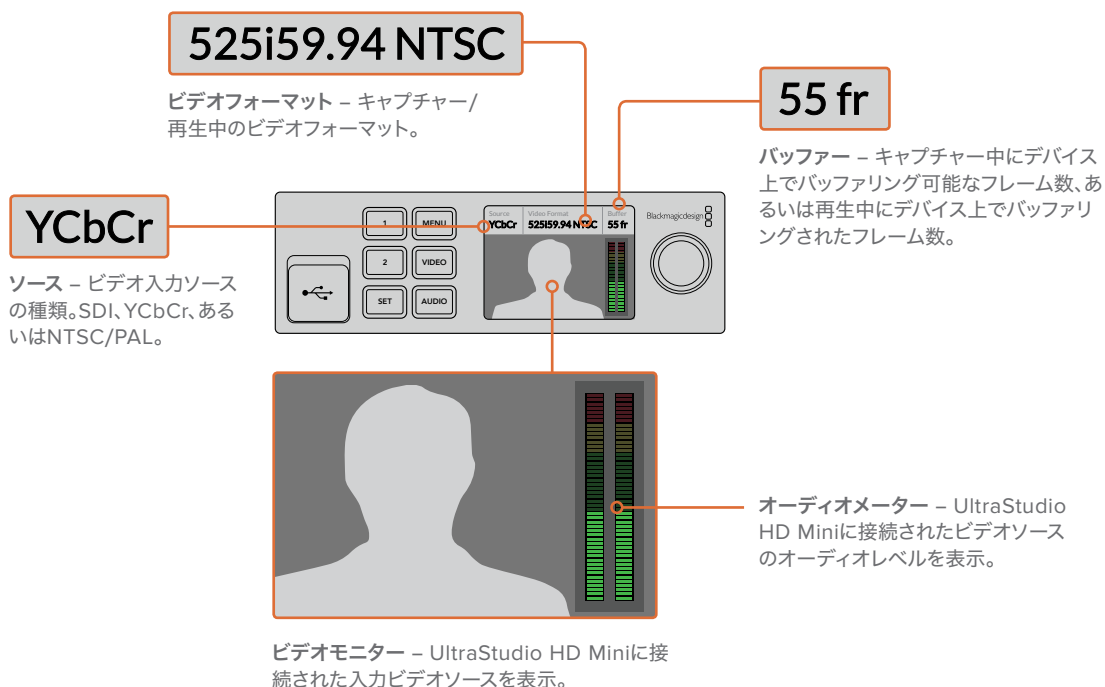 525i59.94 NTSC
ビデオフォーマット – キャプチャー/
再生中のビデオフォーマット。
55 fr
バッファー – キャプチャー中にデバイス
上でバッファリング可能なフレーム数、あ
るいは再生中にデバイス上でバッファリ
ングされたフレーム数。
YCbCr
ソース – ビデオ入力ソース
の種類。SDI、YCbCr、ある
いはNTSC/PAL。
1
MENU
2
VIDEO
SET
AUDIO
Source
Video Format
Buffer
YCbCr
525i59.94 NTSC
55 fr
Blackmagicdesign
オーディオメーター – UltraStudio
HD Miniに接続されたビデオソース
のオーディオレベルを表示。
ビデオモニター – UltraStudio HD Miniに接
続された入力ビデオソースを表示。